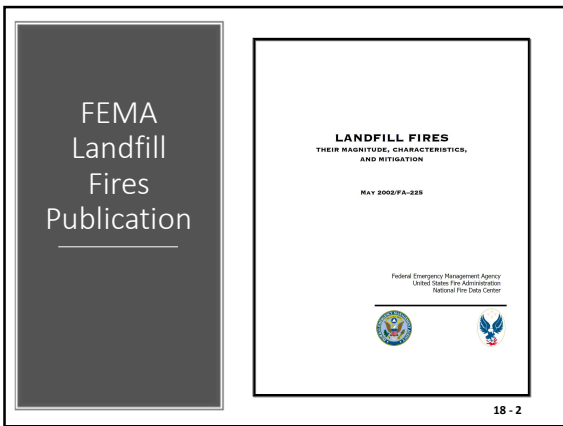 FEMA
Landfill
Fires
Publication
LANDFILL FIRES
THEIR MAGNITUDE, CHARACTERISTICS,
AND MITIGATION
MAY 2002/FA–225
Federal Emergency Management Agency
United States Fire Administration
National Fire Data Center
18 - 2